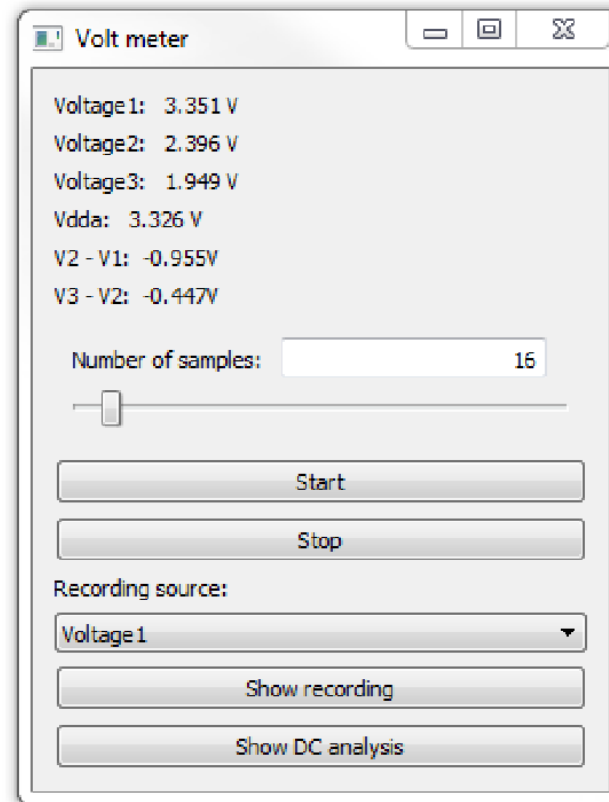 Volt meter
Voltage1: 3.351 V
Voltage2: 2.396 V
Voltage3: 1.949 V
Vdda: 3.326 V
V2 - V1: -0.955V
V3 - V2: -0.447V
Number of samples: 16
Start
Stop
Recording source:
Voltage1
Show recording
Show DC analysis